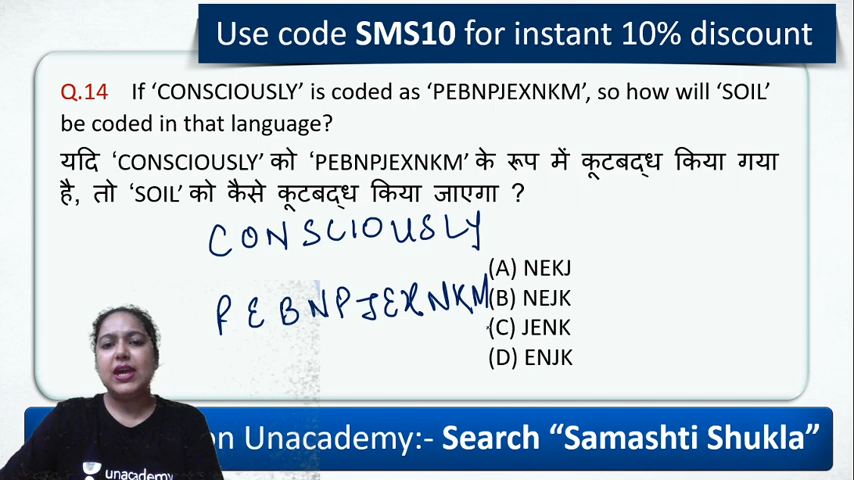 Use code SMS10 for instant 10% discount
Q.14 If ‘CONSCIOUSLY’ is coded as ‘PEBNPJEXNKM’, so how will ‘SOIL’
be coded in that language?
यदि ‘CONSCIOUSLY’ को ‘PEBNPJEXNKM’ के रूप में कूटबद्ध किया गया
है, तो ‘SOIL’ को कैसे कूटबद्ध किया जाएगा ?
CONSCIOUSLY
PEBNPJEXNKM
(A) NEKJ
(B) NEJK
(C) JENK
(D) ENJK
on Unacademy:- Search “Samashti Shukla”
unacademy